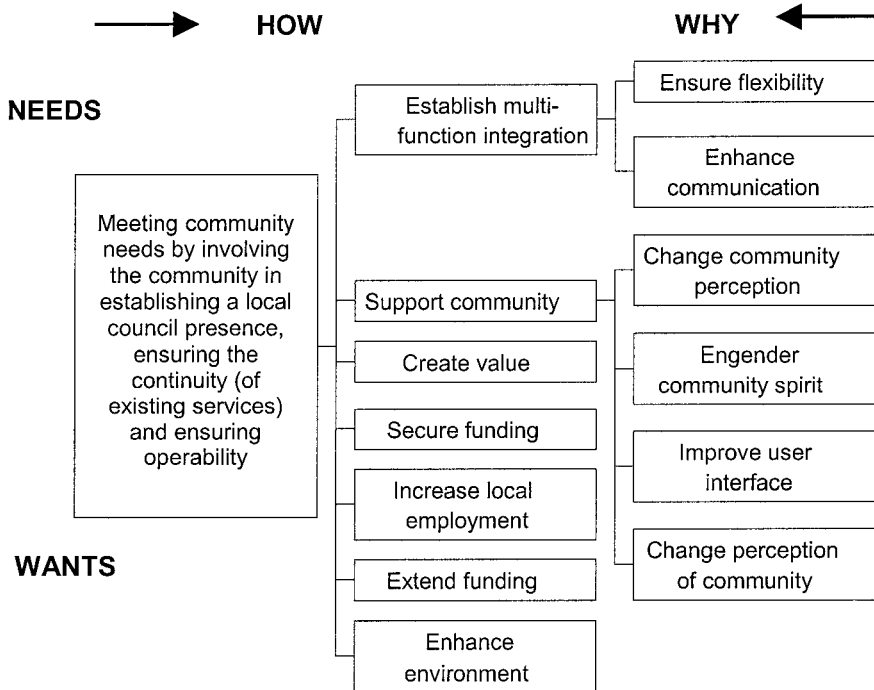 HOW
WHY
NEEDS
WANTS
Meeting community
needs by involving
the community in
establishing a local
council presence,
ensuring the
continuity (of
existing services)
and ensuring
operability
Establish multi-
function integration
Support community
Create value
Secure funding
Increase local
employment
Extend funding
Enhance
environment
Ensure flexibility
Enhance
communication
Change community
perception
Engender
community spirit
Improve user
interface
Change perception
of community